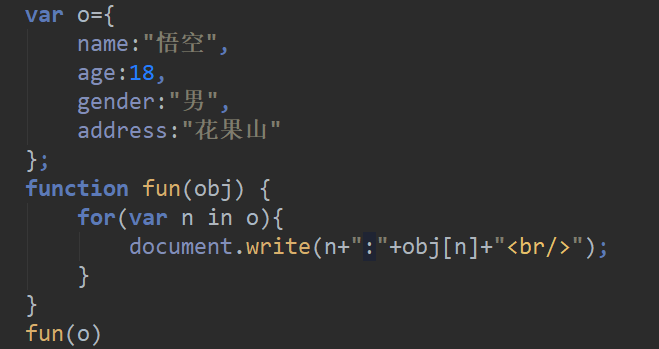 var o={
    name:"悟空",
    age:18,
    gender:"男",
    address:"花果山"
};
function fun(obj) {
    for(var n in o){
        document.write(n+":"+obj[n]+"<br/>");
    }
}
fun(o)